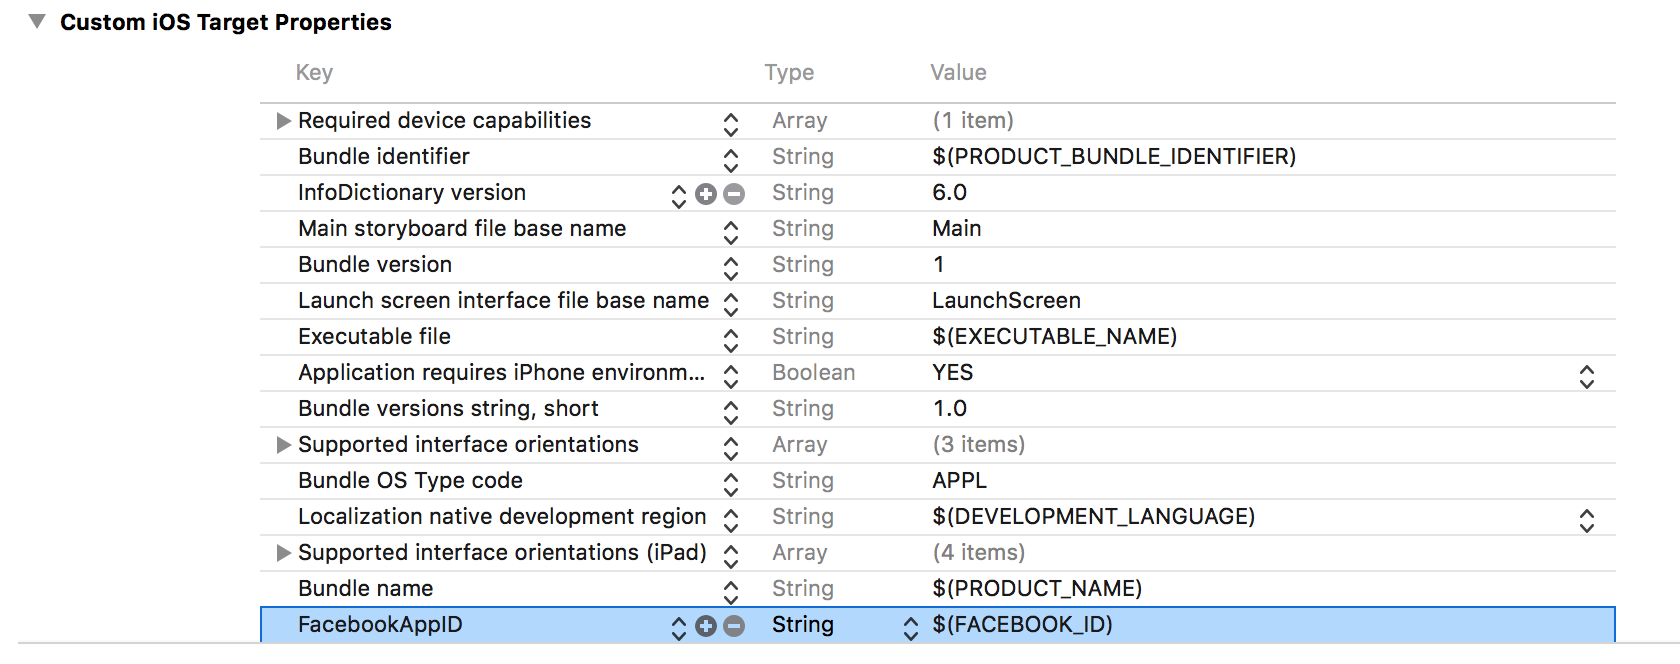 Custom iOS Target Properties
Key Type Value
Required device capabilities Array (1 item)
Bundle identifier String $(PRODUCT_BUNDLE_IDENTIFIER)
InfoDictionary version String 6.0
Main storyboard file base name String Main
Bundle version String 1
Launch screen interface file base name String LaunchScreen
Executable file String $(EXECUTABLE_NAME)
Application requires iPhone environm... Boolean YES
Bundle versions string, short String 1.0
Supported interface orientations Array (3 items)
Bundle OS Type code String APPL
Localization native development region String $(DEVELOPMENT_LANGUAGE)
Supported interface orientations (iPad) Array (4 items)
Bundle name String $(PRODUCT_NAME)
FacebookAppID String $(FACEBOOK_ID)